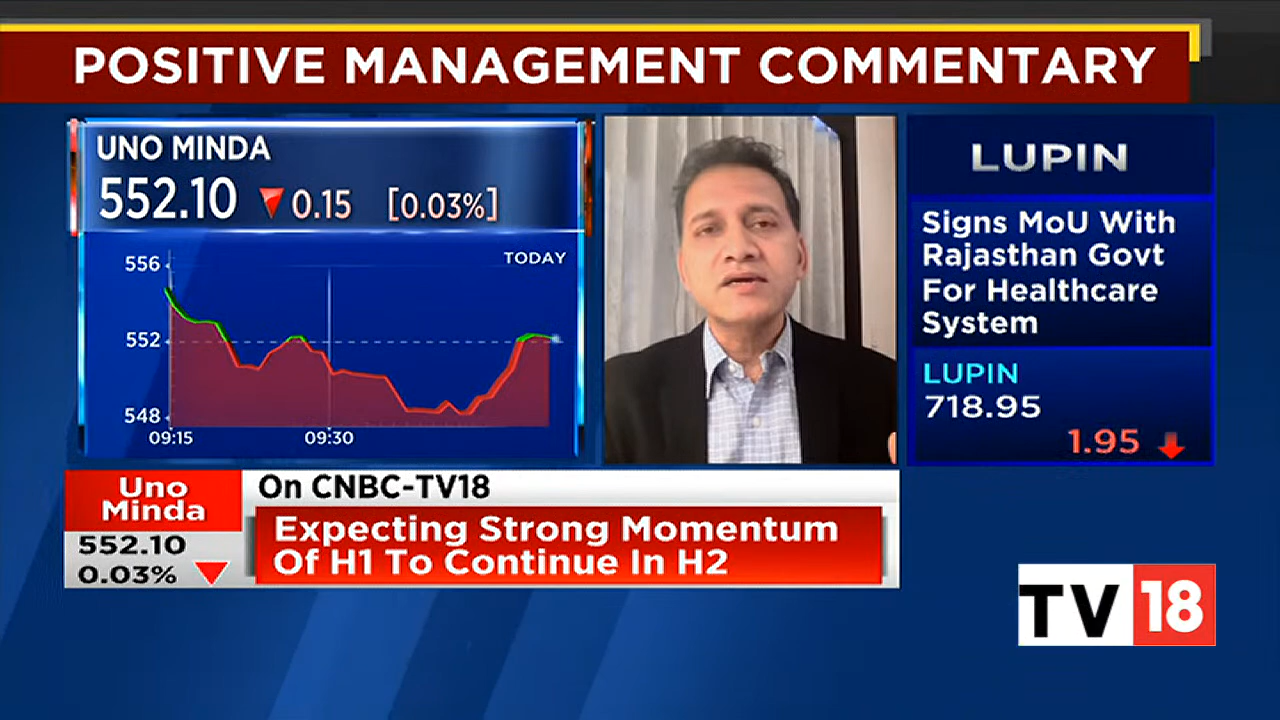 POSITIVE MANAGEMENT COMMENTARY
UNO MINDA
552.10 ▼ 0.15 [0.03%]
TODAY
556
552
548
09:15 09:30
LUPIN
Signs MoU With
Rajasthan Govt
For Healthcare
System
LUPIN
718.95
1.95
Uno
Minda
552.10
0.03%
On CNBC-TV18
Expecting Strong Momentum
Of H1 To Continue In H2
TV18